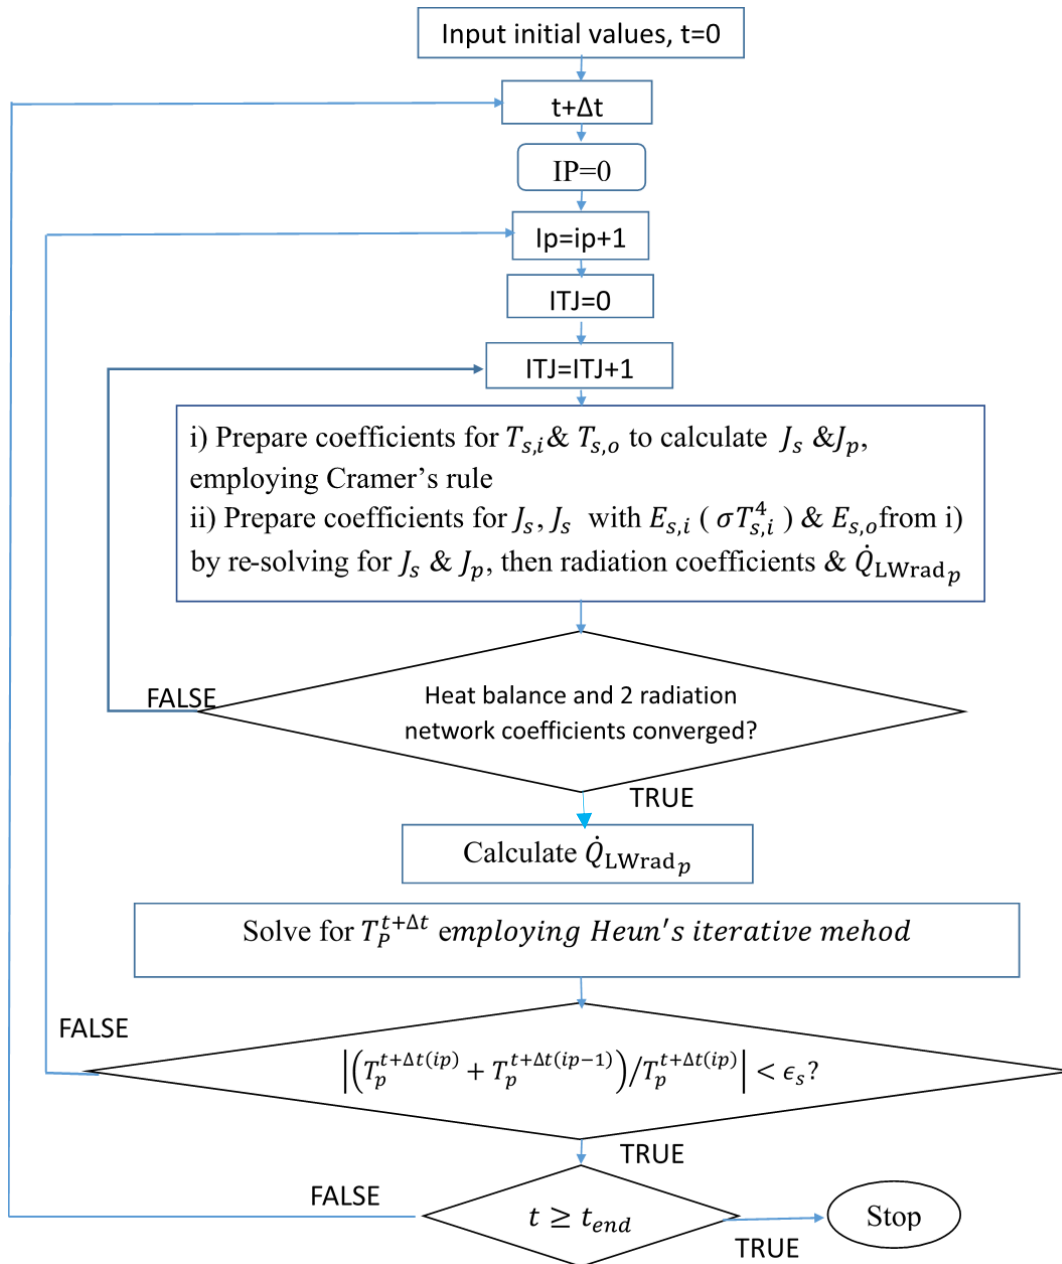 Input initial values, t=0
t+Δt
IP=0
Ip=ip+1
ITJ=0
ITJ=ITJ+1
i) Prepare coefficients for T_{s,i} & T_{s,o} to calculate J_s & J_p,
employing Cramer's rule
ii) Prepare coefficients for J_s, J_s with E_{s,i} ( σT_{s,i}^4 ) & E_{s,o} from i)
by re-solving for J_s & J_p, then radiation coefficients & Q̇_{LWrad_p}
FALSE
Heat balance and 2 radiation
network coefficients converged?
TRUE
Calculate Q̇_{LWrad_p}
Solve for T_P^{t+Δt} employing Heun's iterative mehod
FALSE
|(T_p^{t+Δt(ip)} + T_p^{t+Δt(ip−1)})/T_p^{t+Δt(ip)}| < ϵ_s?
TRUE
FALSE
t ≥ t_{end}
Stop
TRUE